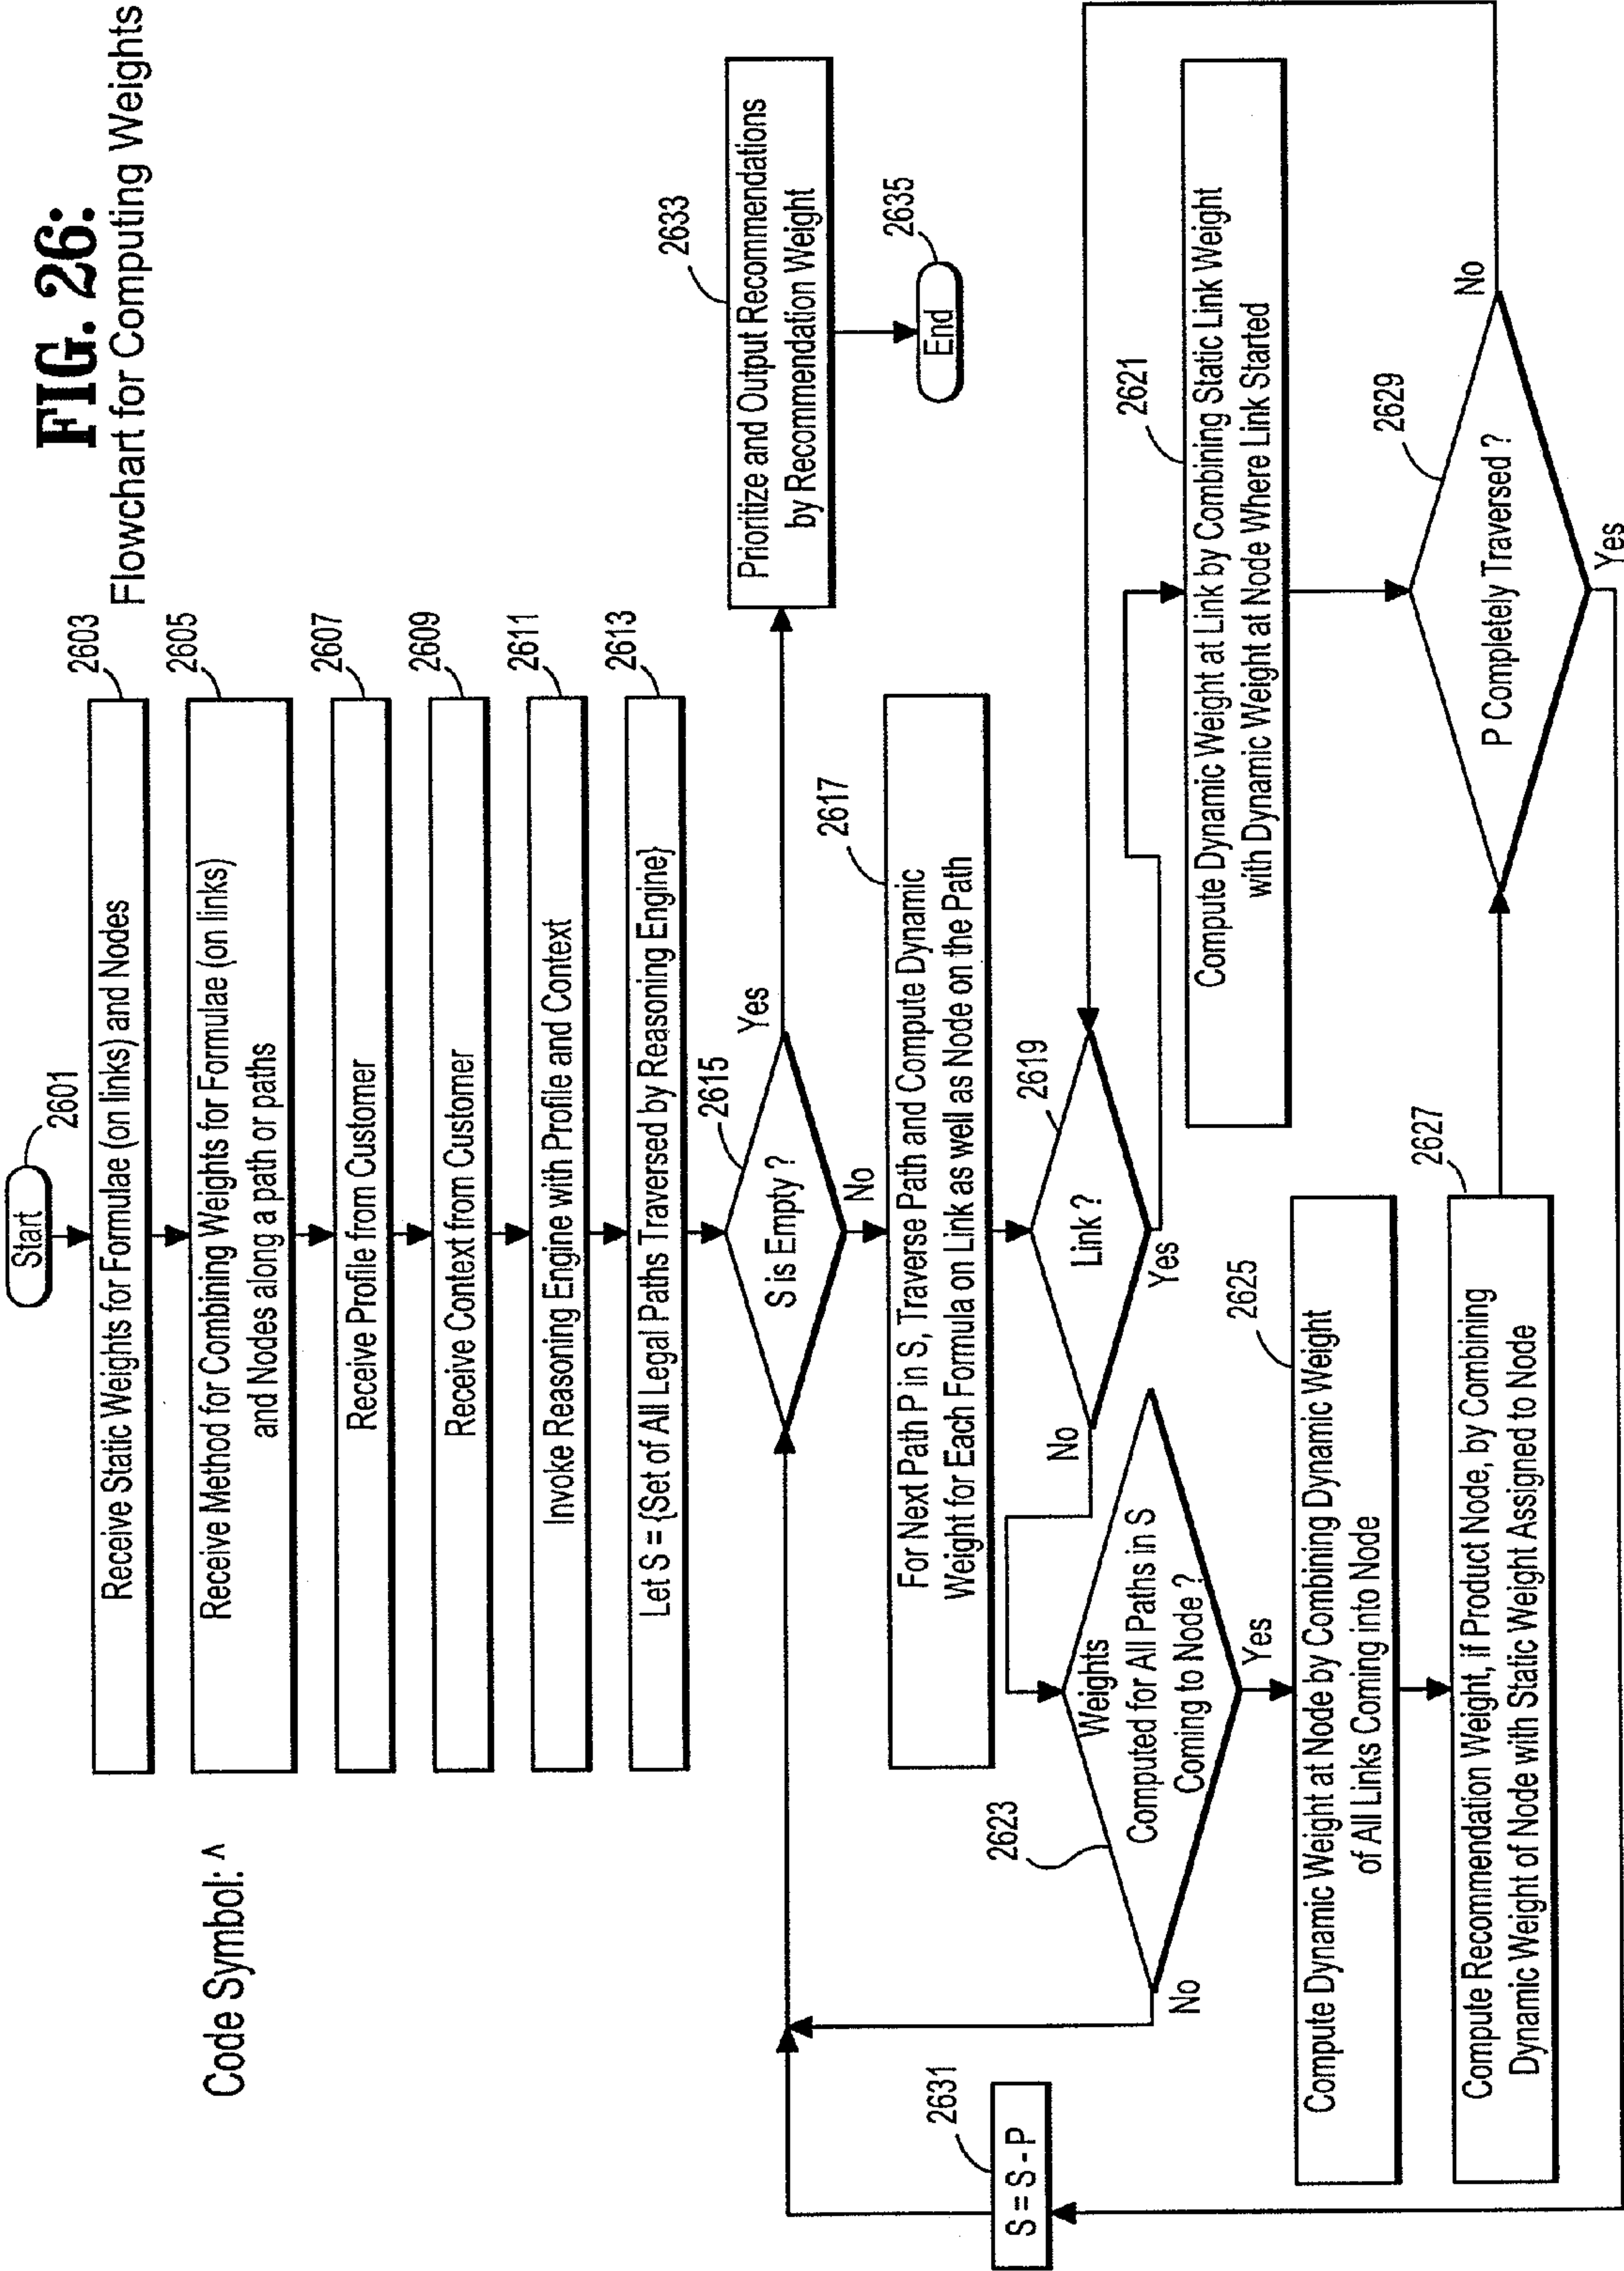 FIG. 26:
Flowchart for Computing Weights
Code Symbol: ^
Start
2601
Receive Static Weights for Formulae (on links) and Nodes
2603
Receive Method for Combining Weights for Formulae (on links)
and Nodes along a path or paths
2605
Receive Profile from Customer
2607
Receive Context from Customer
2609
Invoke Reasoning Engine with Profile and Context
2611
Let S = {Set of All Legal Paths Traversed by Reasoning Engine}
2613
S is Empty ?
2615
Yes
No
Prioritize and Output Recommendations
by Recommendation Weight
2633
End
2635
For Next Path P in S, Traverse Path and Compute Dynamic
Weight for Each Formula on Link as well as Node on the Path
2617
Link ?
2619
No
Yes
Compute Dynamic Weight at Link by Combining Static Link Weight
with Dynamic Weight at Node Where Link Started
2621
Weights
Computed for All Paths in S
Coming to Node ?
2623
No
Yes
Compute Dynamic Weight at Node by Combining Dynamic Weight
of All Links Coming into Node
2625
Compute Recommendation Weight, if Product Node, by Combining
Dynamic Weight of Node with Static Weight Assigned to Node
2627
P Completely Traversed ?
2629
No
Yes
S = S - P
2631